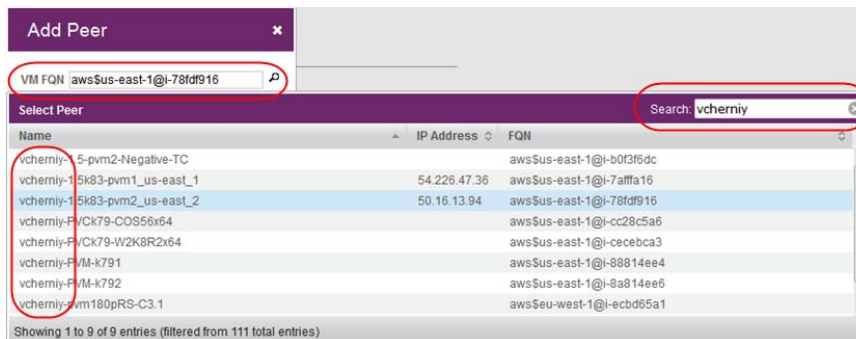 Add Peer
VM FQN aws$us-east-1@i-78fdf916
Select Peer Search: vcherniy
Name IP Address FQN
vcherniy-1.5-pvm2-Negative-TC aws$us-east-1@i-b0f3f6dc
vcherniy-1.5k83-pvm1_us-east_1 54.226.47.36 aws$us-east-1@i-7afffa16
vcherniy-1.5k83-pvm2_us-east_2 50.16.13.94 aws$us-east-1@i-78fdf916
vcherniy-PVCk79-COS56x64 aws$us-east-1@i-cc28c5a6
vcherniy-PVCk79-W2K8R2x64 aws$us-east-1@i-cecebca3
vcherniy-PVM-k791 aws$us-east-1@i-88814ee4
vcherniy-PVM-k792 aws$us-east-1@i-8a814ee6
vcherniy-pvm180pRS-C3.1 aws$eu-west-1@i-ecbd65a1
Showing 1 to 9 of 9 entries (filtered from 111 total entries)